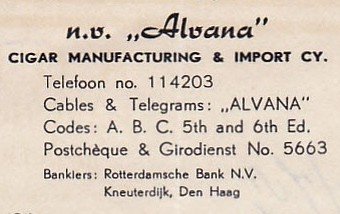 n.v. „Alvana"
CIGAR MANUFACTURING & IMPORT CY.
Telefoon no. 114203
Cables & Telegrams: „ALVANA"
Codes: A. B. C. 5th and 6th Ed.
Postchèque & Girodienst No. 5663
Bankiers: Rotterdamsche Bank N.V.
Kneuterdijk, Den Haag